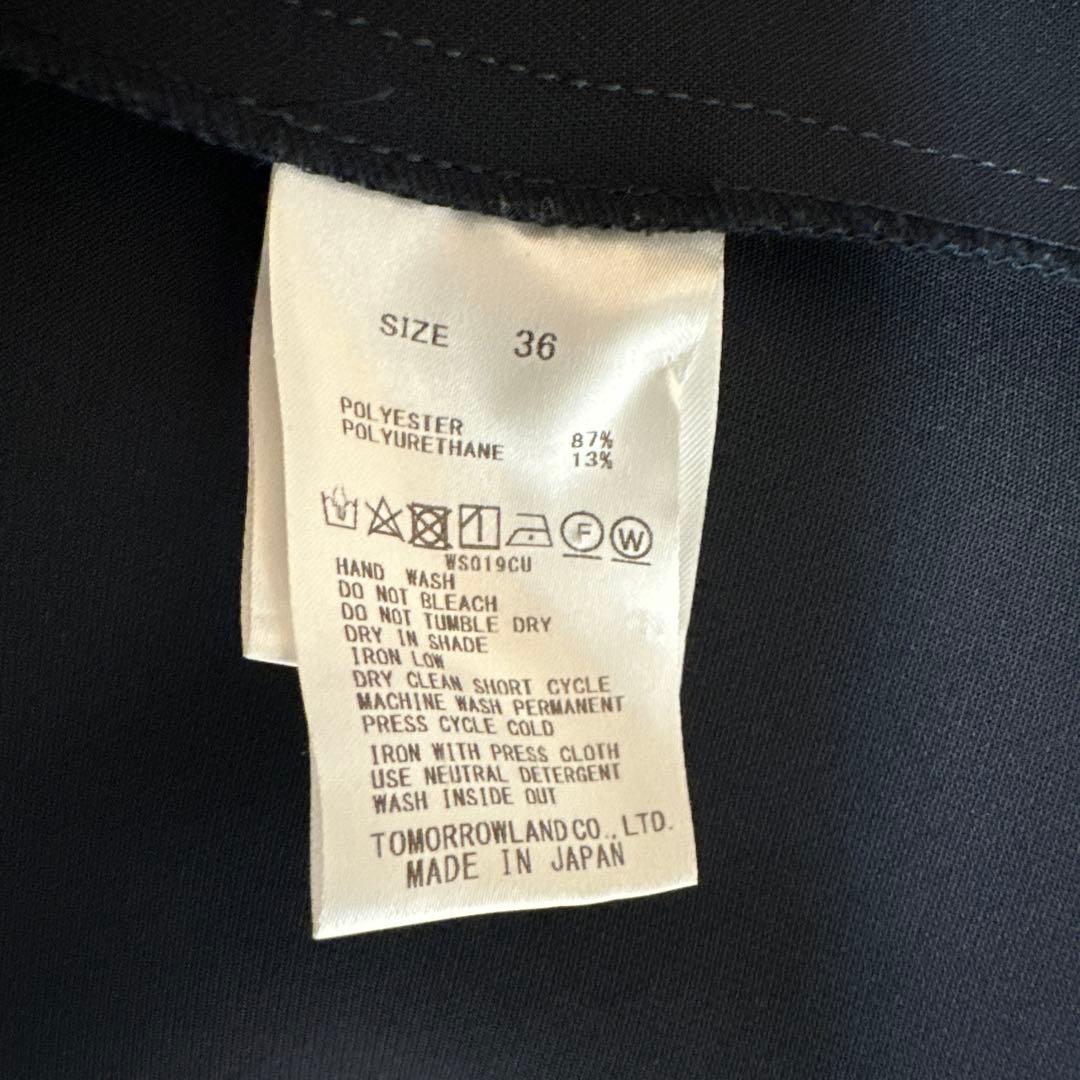 SIZE 36
POLYESTER 87%
POLYURETHANE 13%
F W
WS019CU
HAND WASH
DO NOT BLEACH
DO NOT TUMBLE DRY
DRY IN SHADE
IRON LOW
DRY CLEAN SHORT CYCLE
MACHINE WASH PERMANENT
PRESS CYCLE COLD
IRON WITH PRESS CLOTH
USE NEUTRAL DETERGENT
WASH INSIDE OUT
TOMORROWLAND CO., LTD.
MADE IN JAPAN